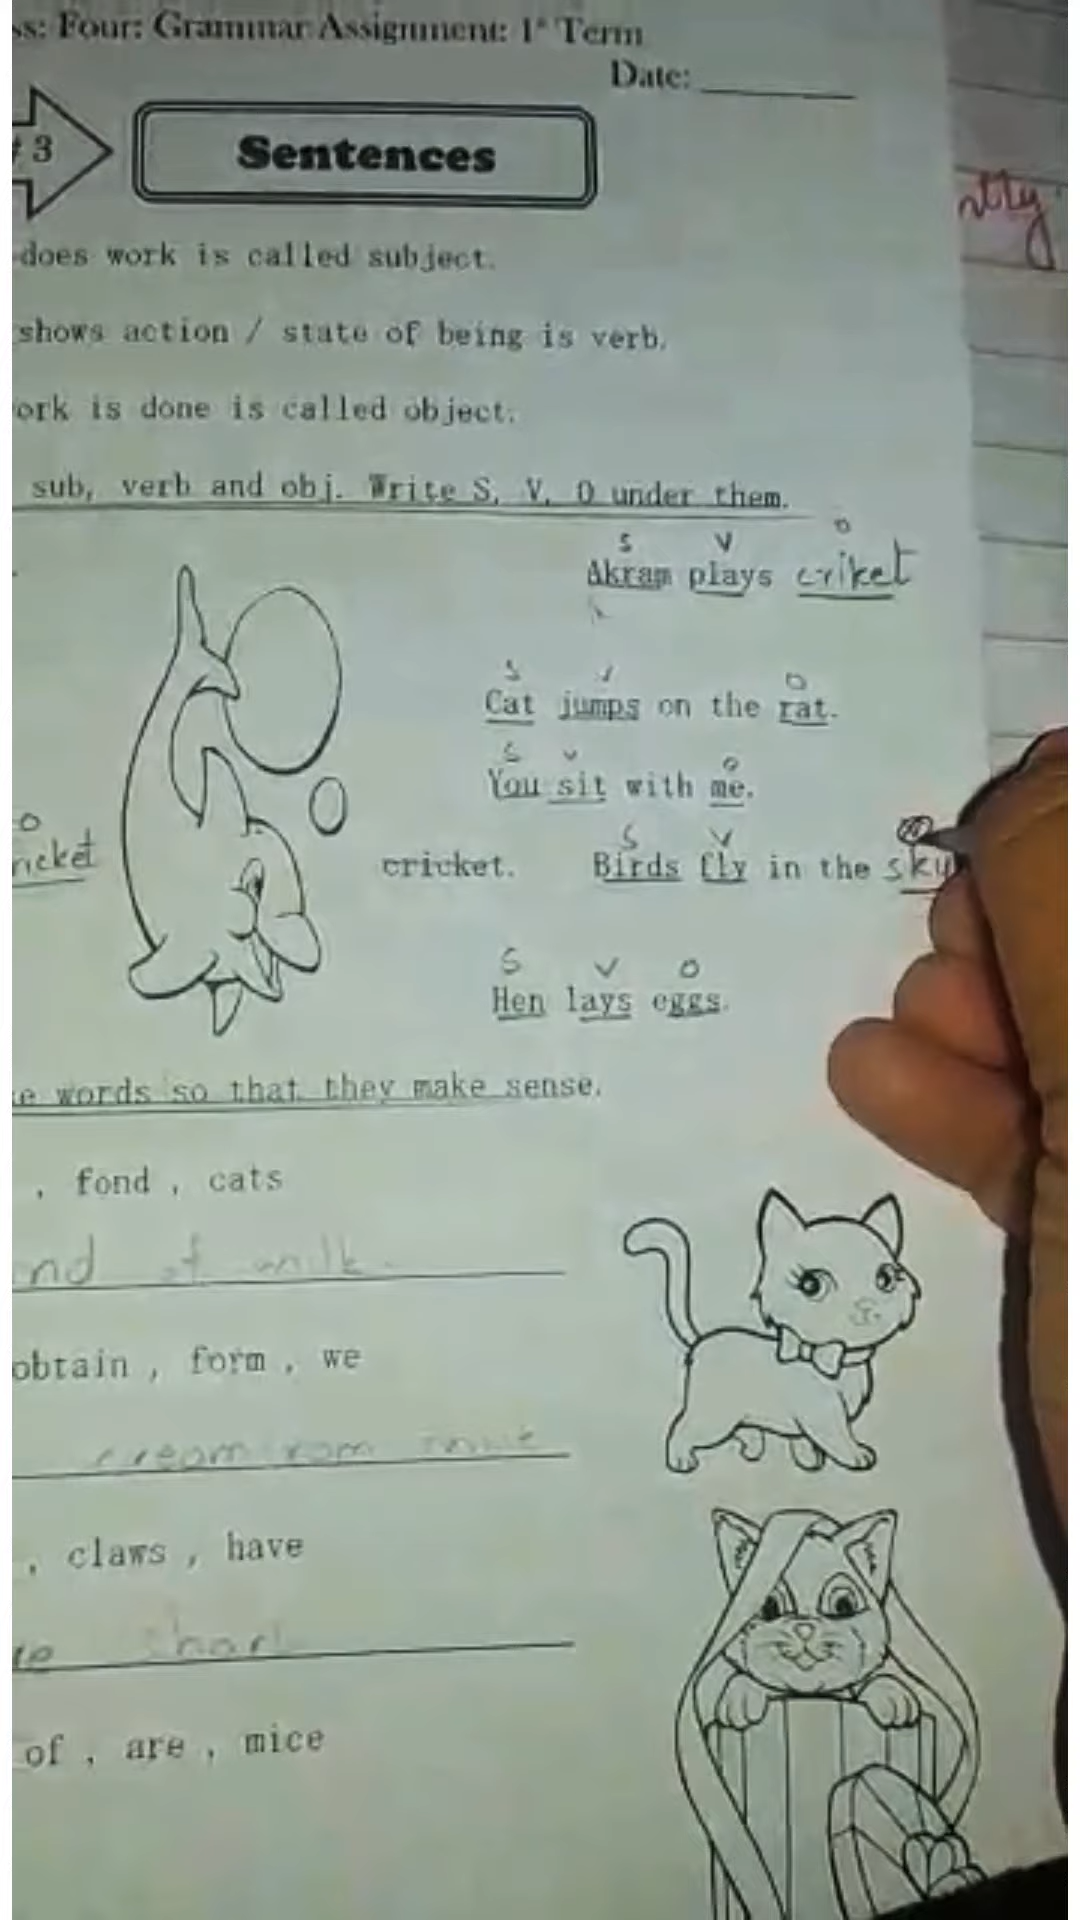 ss: Four: Grammar Assignment: 1st Term
Date:
# 3
Sentences
does work is called subject.
shows action / state of being is verb.
ork is done is called object.
sub, verb and obj. Write S, V, O under them.
S V O
Akram plays criket
S V O
Cat jumps on the rat.
S V O
You sit with me.
O
ricket
cricket.
S V
Birds fly in the sky
S V O
Hen lays eggs.
e words so that they make sense.
, fond , cats
nd of milk.
obtain , form , we
cream rom
, claws , have
, of , are , mice
ntly